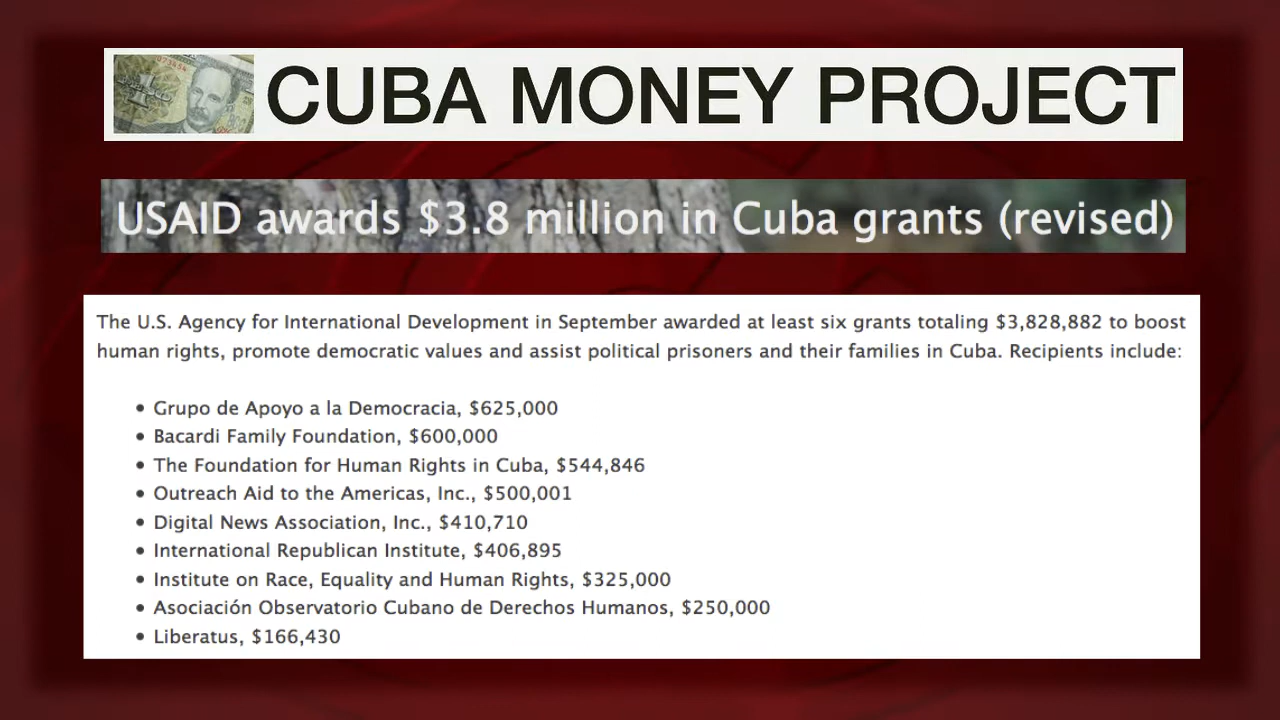 CUBA MONEY PROJECT
USAID awards $3.8 million in Cuba grants (revised)
The U.S. Agency for International Development in September awarded at least six grants totaling $3,828,882 to boost
human rights, promote democratic values and assist political prisoners and their families in Cuba. Recipients include:
• Grupo de Apoyo a la Democracia, $625,000
• Bacardi Family Foundation, $600,000
• The Foundation for Human Rights in Cuba, $544,846
• Outreach Aid to the Americas, Inc., $500,001
• Digital News Association, Inc., $410,710
• International Republican Institute, $406,895
• Institute on Race, Equality and Human Rights, $325,000
• Asociación Observatorio Cubano de Derechos Humanos, $250,000
• Liberatus, $166,430